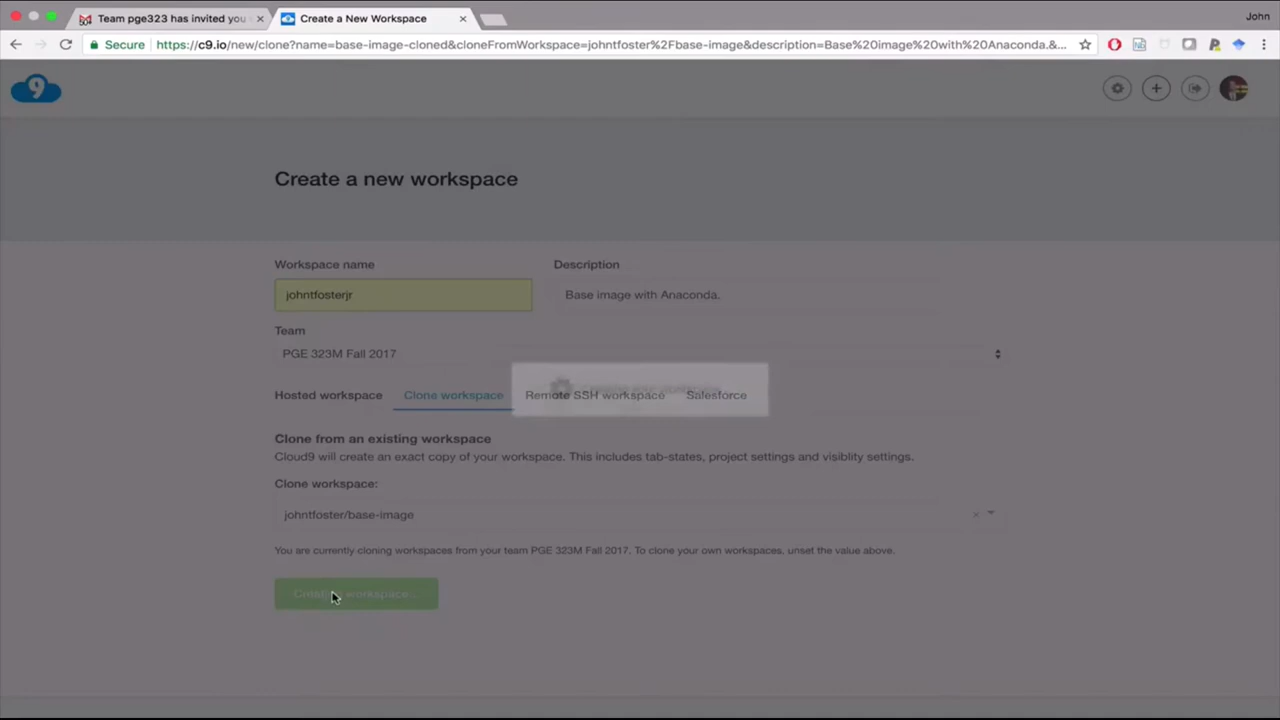 Team pge323 has invited you
Create a New Workspace
John
Secure
https://c9.io/new/clone?name=base-image-cloned&cloneFromWorkspace=johntfoster%2Fbase-image&description=Base%20image%20with%20Anaconda.&...
9
Create a new workspace
Workspace name
Description
johntfosterjr
Base image with Anaconda.
Team
PGE 323M Fall 2017
Hosted workspace
Clone workspace
Remote SSH workspace
Salesforce
Clone from an existing workspace
Cloud9 will create an exact copy of your workspace. This includes tab-states, project settings and visiblity settings.
Clone workspace:
johntfoster/base-image
You are currently cloning workspaces from your team PGE 323M Fall 2017. To clone your own workspaces, unset the value above.
workspace...